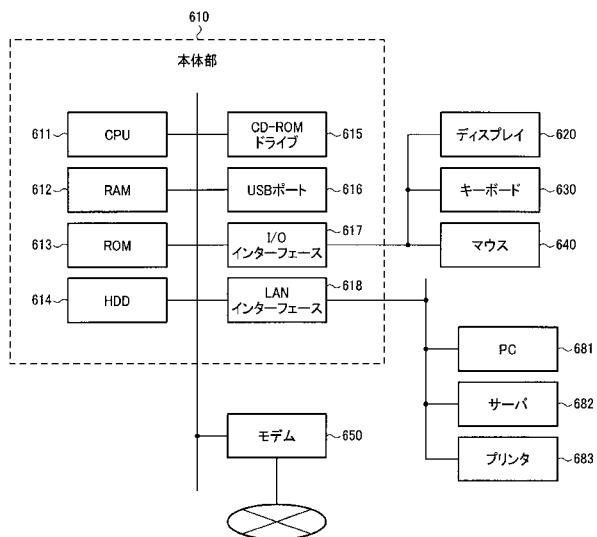 610
本体部
611
CPU
CD-ROM
ドライブ
615
ディスプレイ
620
612
RAM
USBポート
616
キーボード
630
613
ROM
I/O
インターフェース
617
マウス
640
614
HDD
LAN
インターフェース
618
PC
681
サーバ
682
モデム
650
プリンタ
683